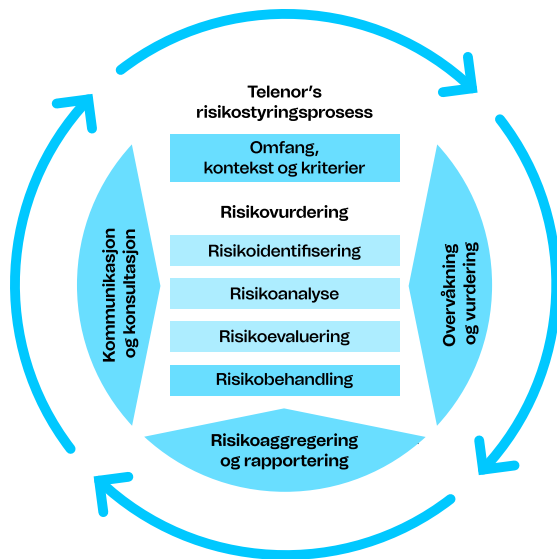 Telenor's
risikostyringsprosess
Omfang,
kontekst og kriterier
Risikovurdering
Risikoidentifisering
Risikoanalyse
Risikoevaluering
Risikobehandling
Kommunikasjon
og konsultasjon
Overvåkning
og vurdering
Risikoaggregering
og rapportering